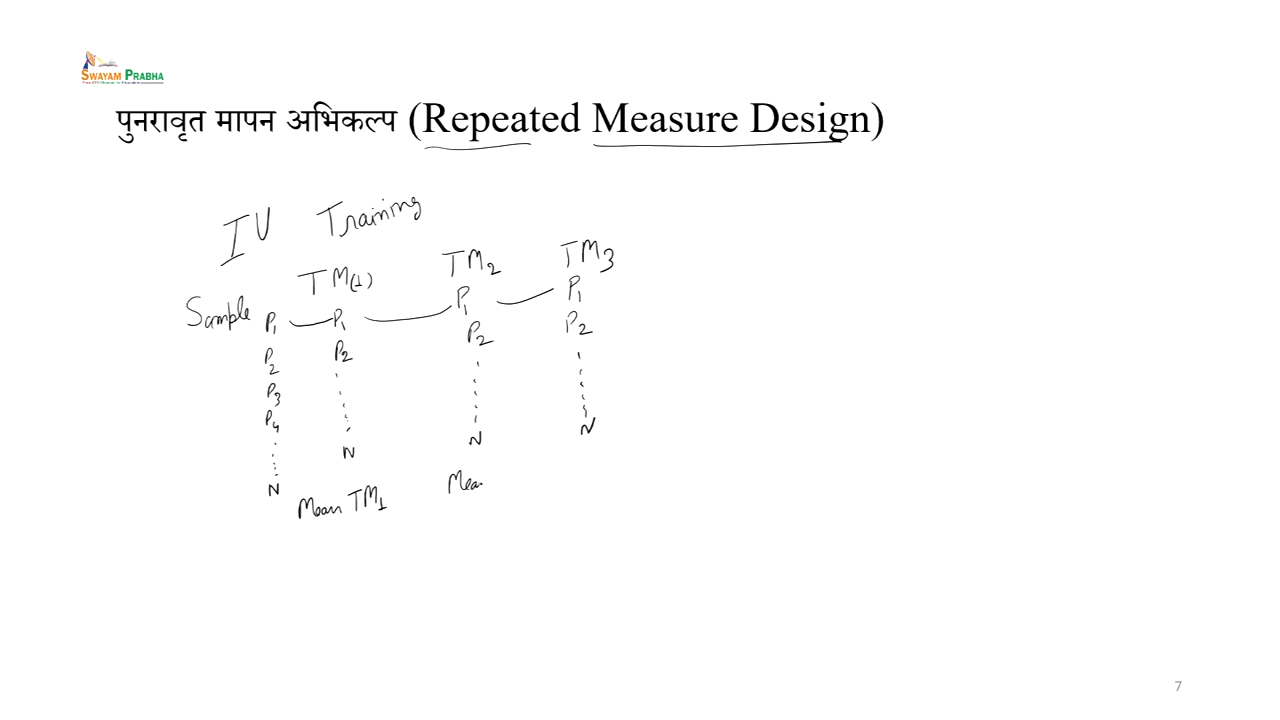 SWAYAM PRABHA
पुनरावृत मापन अभिकल्प (Repeated Measure Design)
IV Training
TM(1) TM2 TM3
Sample P1 P1 P1 P1
P2 P2 P2 P2
P3
P4
N N N N
Mean TM1 Mea
7